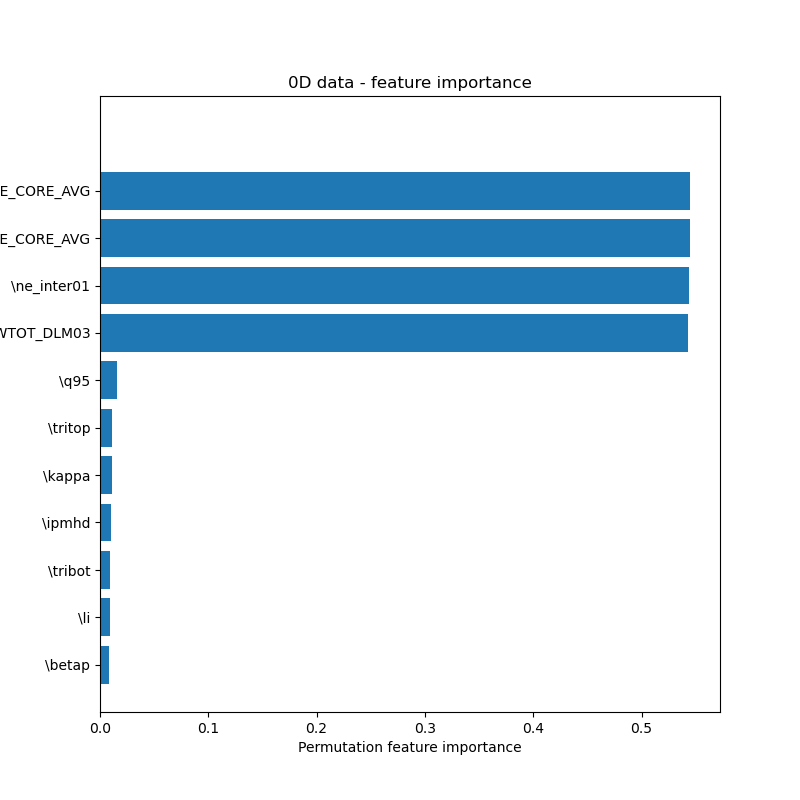 0D data - feature importance
E_CORE_AVG
E_CORE_AVG
\ne_inter01
WTOT_DLM03
\q95
\tritop
\kappa
\ipmhd
\tribot
\li
\betap
0.0 0.1 0.2 0.3 0.4 0.5
Permutation feature importance